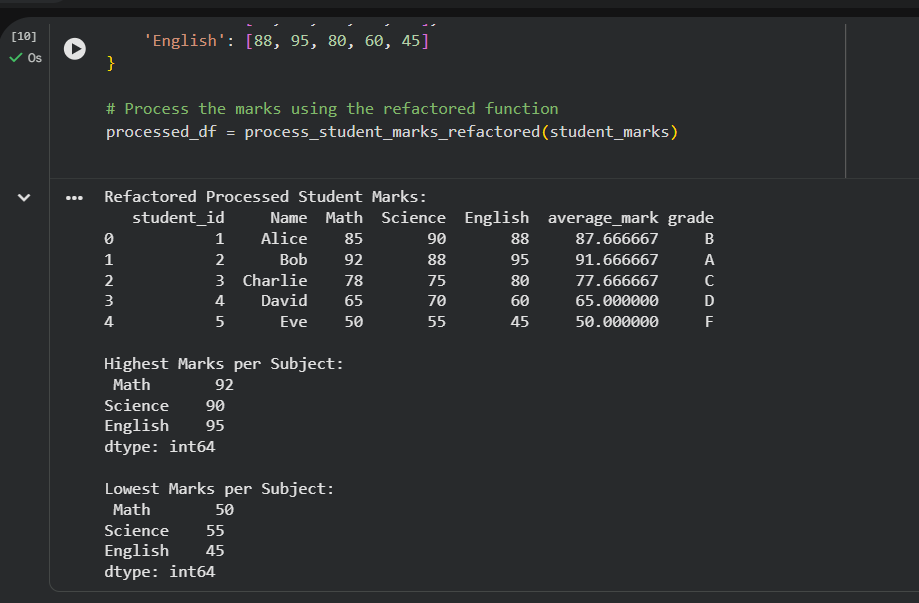 [10]
0s
'English': [88, 95, 80, 60, 45]
}
# Process the marks using the refactored function
processed_df = process_student_marks_refactored(student_marks)
Refactored Processed Student Marks:
student_id Name Math Science English average_mark grade
0 1 Alice 85 90 88 87.666667 B
1 2 Bob 92 88 95 91.666667 A
2 3 Charlie 78 75 80 77.666667 C
3 4 David 65 70 60 65.000000 D
4 5 Eve 50 55 45 50.000000 F
Highest Marks per Subject:
Math 92
Science 90
English 95
dtype: int64
Lowest Marks per Subject:
Math 50
Science 55
English 45
dtype: int64